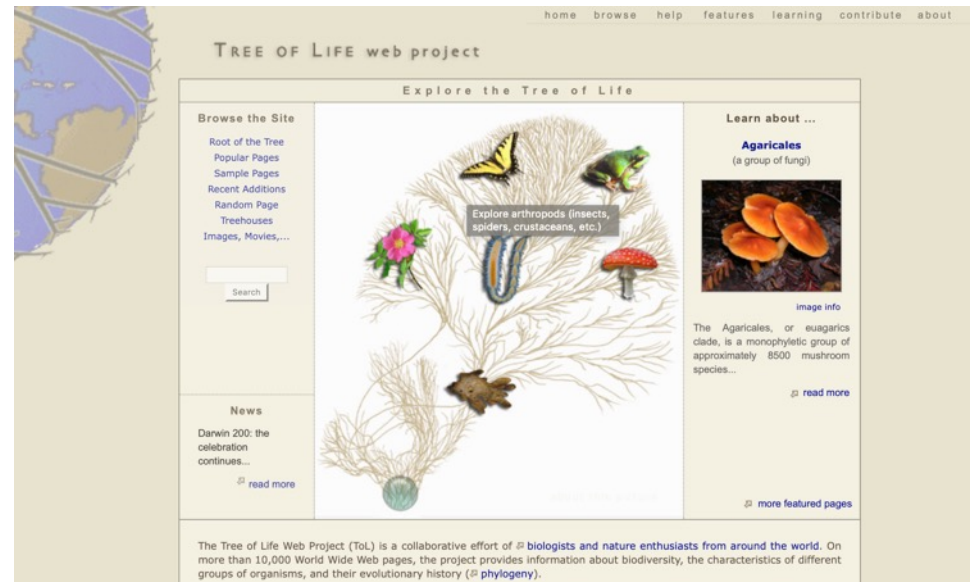 home browse help features learning contribute about
TREE OF LIFE web project
Explore the Tree of Life
Browse the Site
Root of the Tree
Popular Pages
Sample Pages
Recent Additions
Random Page
Treehouses
Images, Movies,...
Search
News
Darwin 200: the
celebration
continues...
read more
Explore arthropods (insects,
spiders, crustaceans, etc.)
Learn about ...
Agaricales
(a group of fungi)
image info
The Agaricales, or euagarics
clade, is a monophyletic group of
approximately 8500 mushroom
species...
read more
more featured pages
The Tree of Life Web Project (ToL) is a collaborative effort of biologists and nature enthusiasts from around the world. On
more than 10,000 World Wide Web pages, the project provides information about biodiversity, the characteristics of different
groups of organisms, and their evolutionary history (phylogeny).